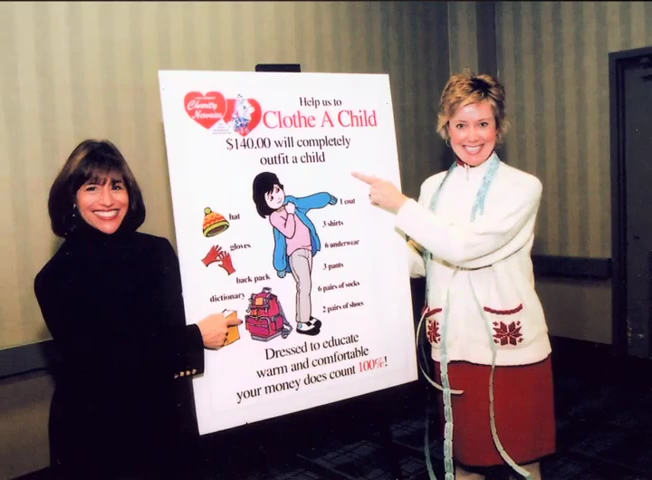 Charity
Newsies
Help us to
Clothe A Child
$140.00 will completely
outfit a child
hat
gloves
back pack
dictionary
1 coat
3 shirts
6 underwear
3 pants
6 pairs of socks
2 pairs of shoes
Dressed to educate
warm and comfortable
your money does count 100%!